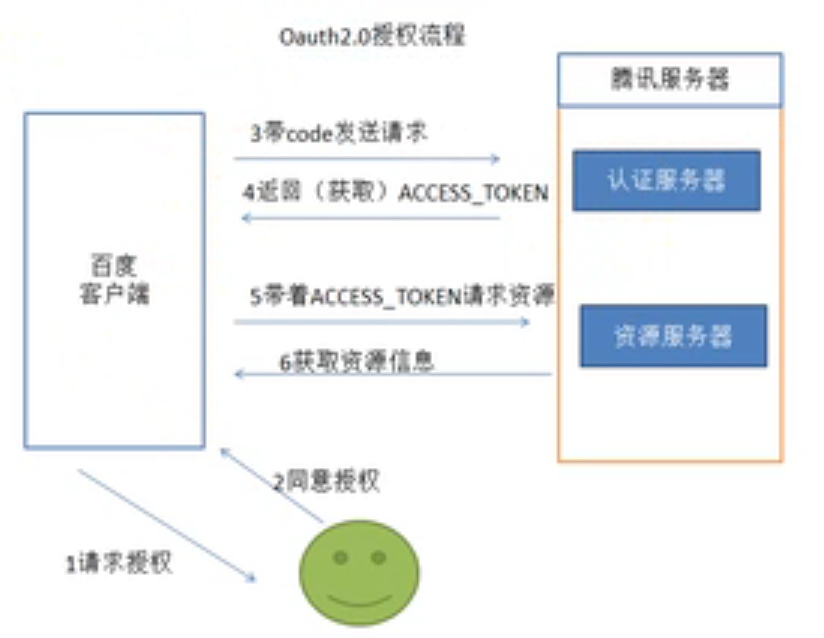 Oauth2.0授权流程
腾讯服务器
3带code发送请求
认证服务器
4返回（获取）ACCESS_TOKEN
百度
客户端
5带着ACCESS_TOKEN请求资源
资源服务器
6获取资源信息
2同意授权
1请求授权